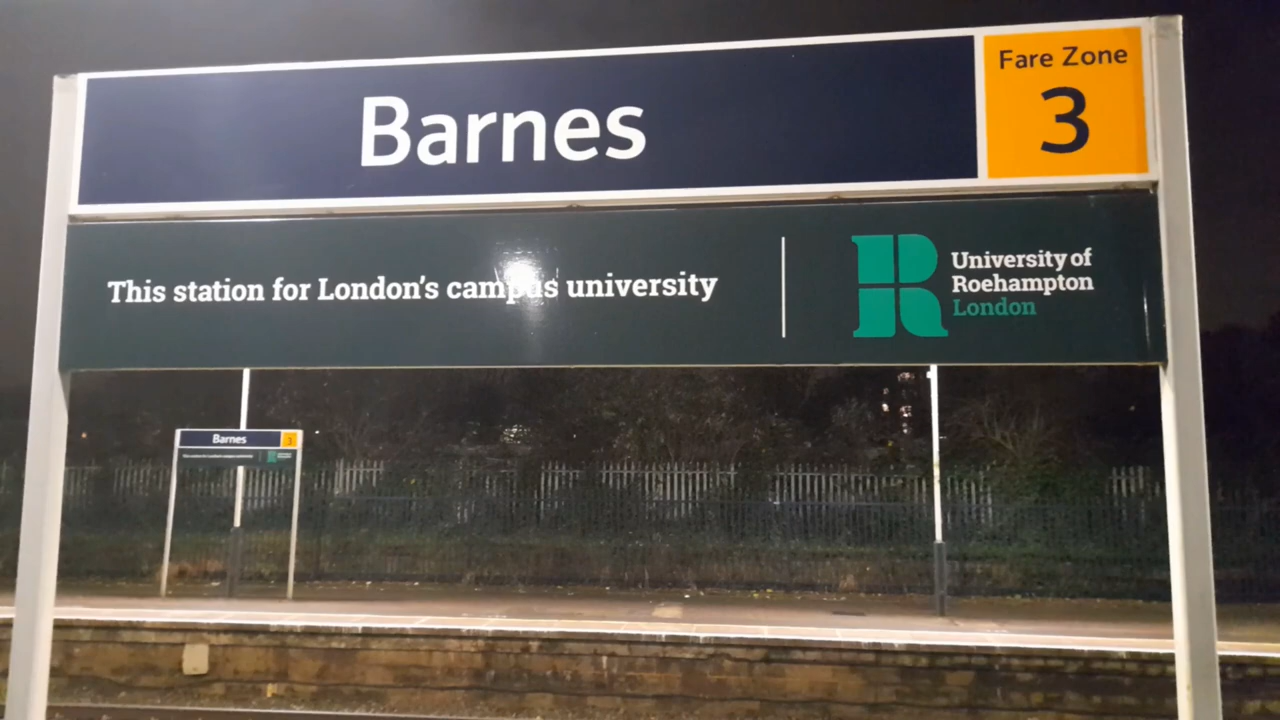 Barnes
Fare Zone
3
This station for London's campus university
University of
Roehampton
London
Barnes
3